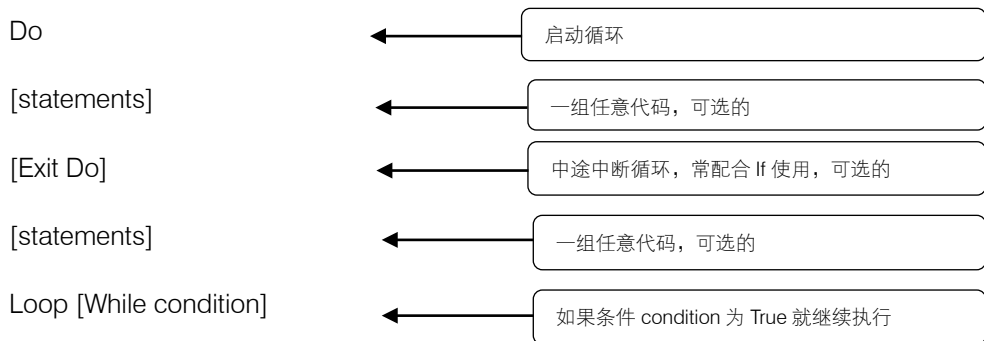 Do
启动循环
[statements]
一组任意代码，可选的
[Exit Do]
中途中断循环，常配合 If 使用，可选的
[statements]
一组任意代码，可选的
Loop [While condition]
如果条件 condition 为 True 就继续执行